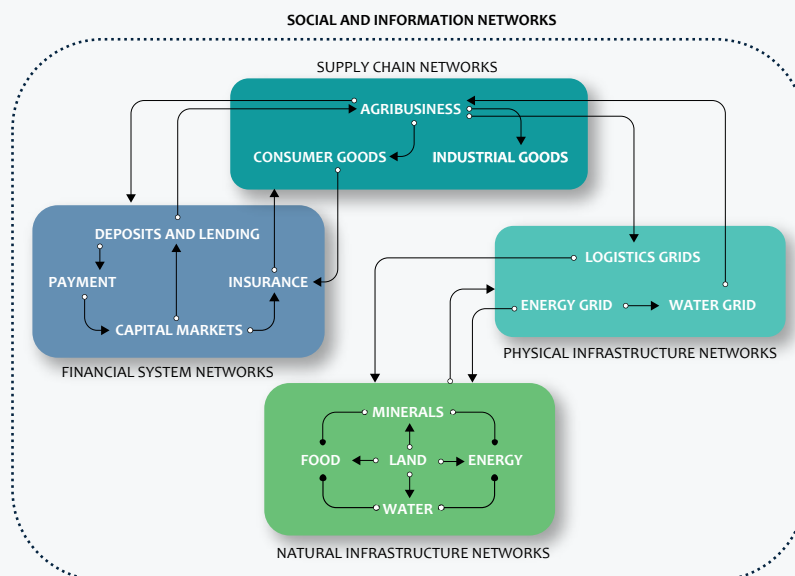 SOCIAL AND INFORMATION NETWORKS
SUPPLY CHAIN NETWORKS
AGRIBUSINESS
CONSUMER GOODS
INDUSTRIAL GOODS
DEPOSITS AND LENDING
PAYMENT
INSURANCE
CAPITAL MARKETS
FINANCIAL SYSTEM NETWORKS
LOGISTICS GRIDS
ENERGY GRID
WATER GRID
PHYSICAL INFRASTRUCTURE NETWORKS
MINERALS
FOOD
LAND
ENERGY
WATER
NATURAL INFRASTRUCTURE NETWORKS